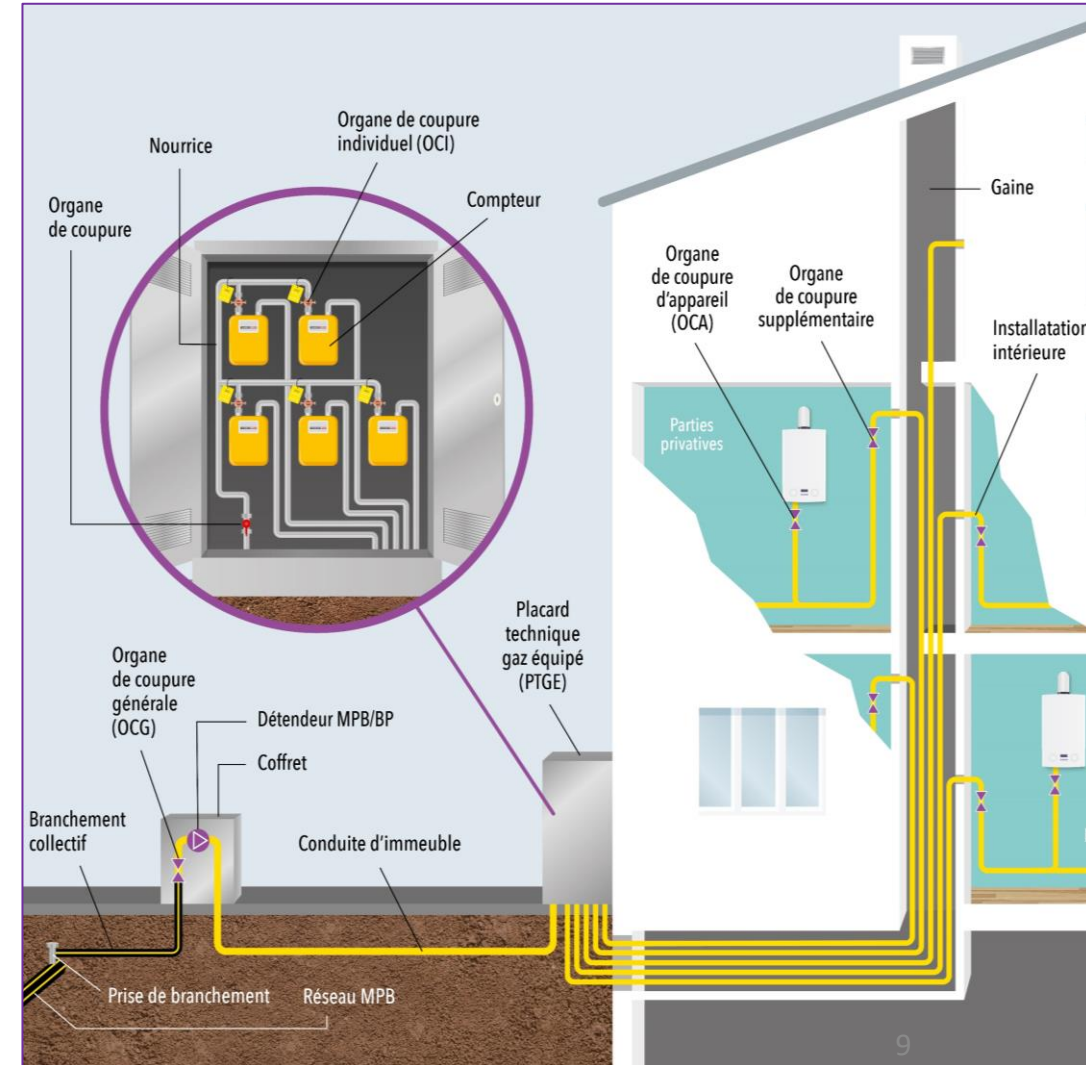 Organe de coupure
individuel (OCI)
Nourrice
Compteur
Organe
de coupure
Gaine
Organe
de coupure
d'appareil
(OCA)
Organe
de coupure
supplémentaire
Installatation
intérieure
Parties
privatives
Placard
technique
gaz équipé
(PTGE)
Organe
de coupure
générale
(OCG)
Détendeur MPB/BP
Coffret
Branchement
collectif
Conduite d'immeuble
Prise de branchement
Réseau MPB
9